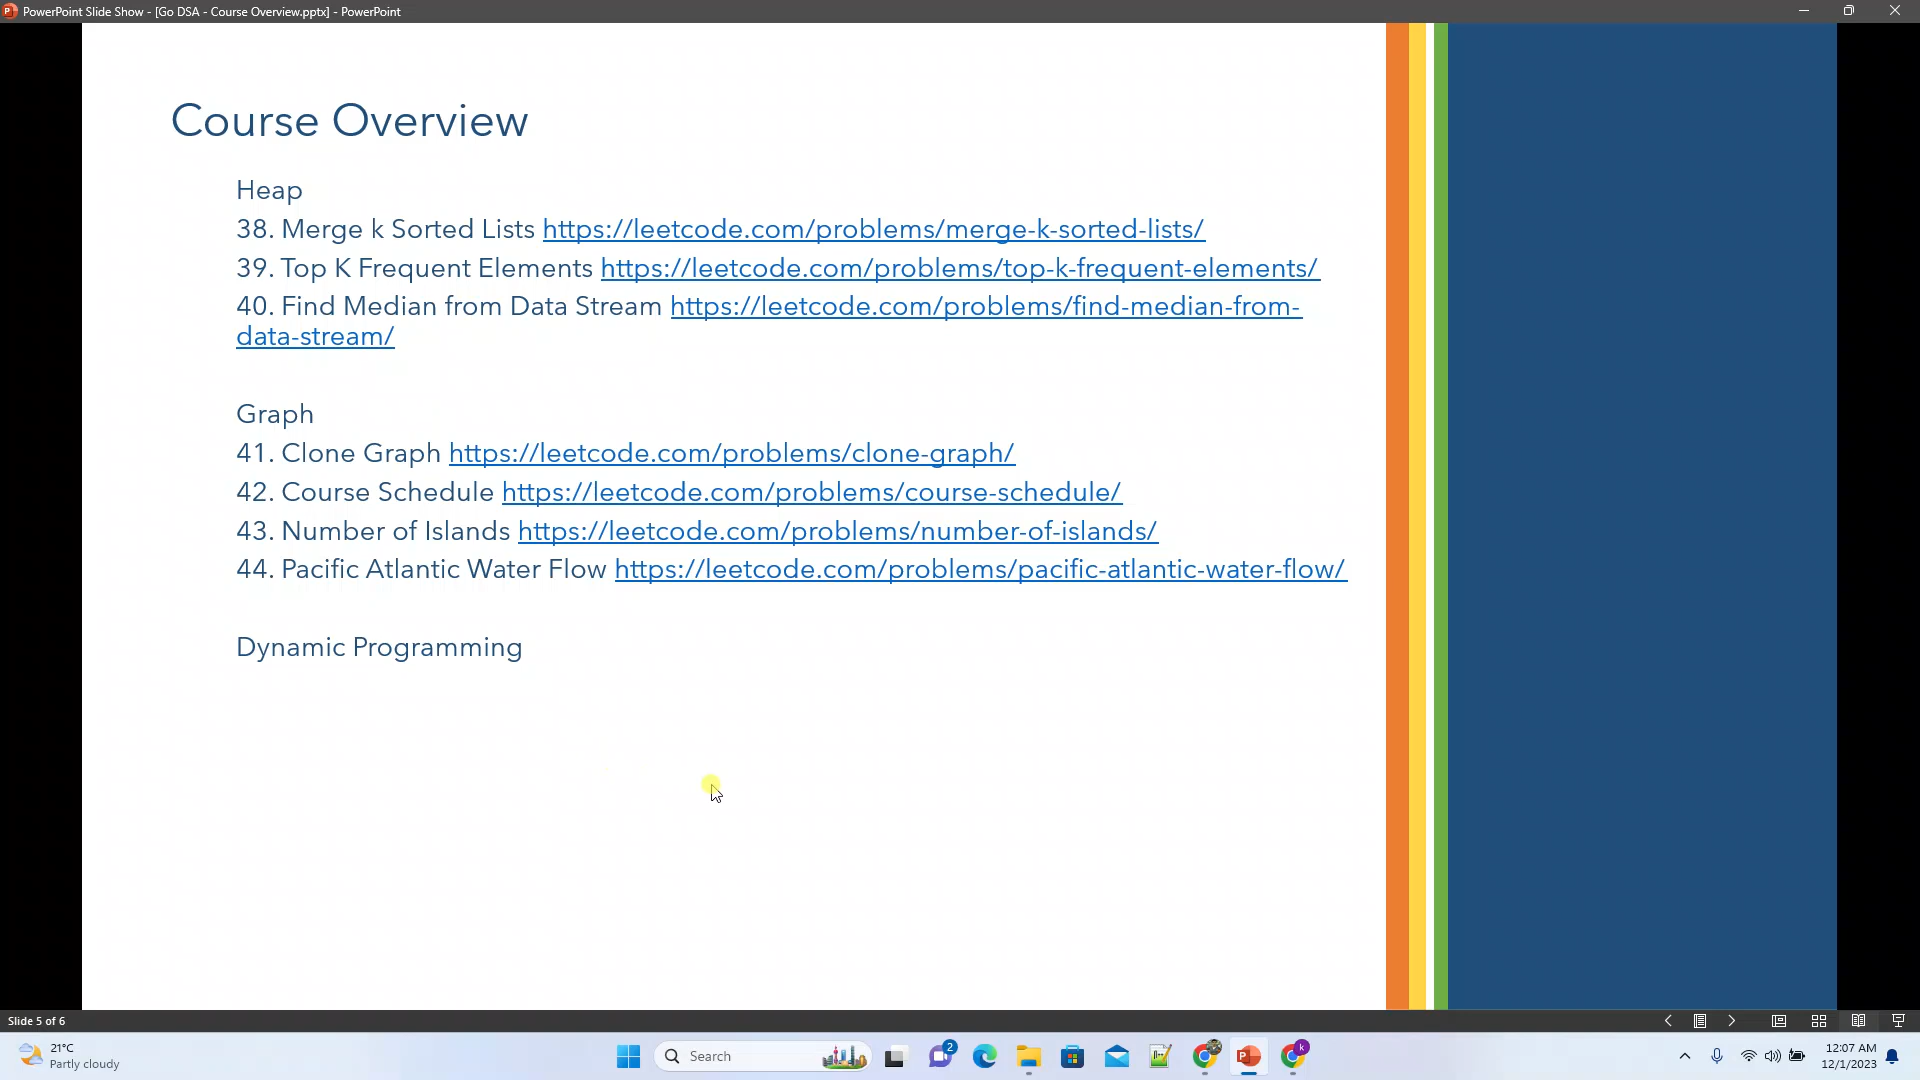 PowerPoint Slide Show - [Go DSA - Course Overview.pptx] - PowerPoint
Course Overview
Heap
38. Merge k Sorted Lists https://leetcode.com/problems/merge-k-sorted-lists/
39. Top K Frequent Elements https://leetcode.com/problems/top-k-frequent-elements/
40. Find Median from Data Stream https://leetcode.com/problems/find-median-from-
data-stream/
Graph
41. Clone Graph https://leetcode.com/problems/clone-graph/
42. Course Schedule https://leetcode.com/problems/course-schedule/
43. Number of Islands https://leetcode.com/problems/number-of-islands/
44. Pacific Atlantic Water Flow https://leetcode.com/problems/pacific-atlantic-water-flow/
Dynamic Programming
Slide 5 of 6
21°C
Partly cloudy
Search
2
k
12:07 AM
12/1/2023